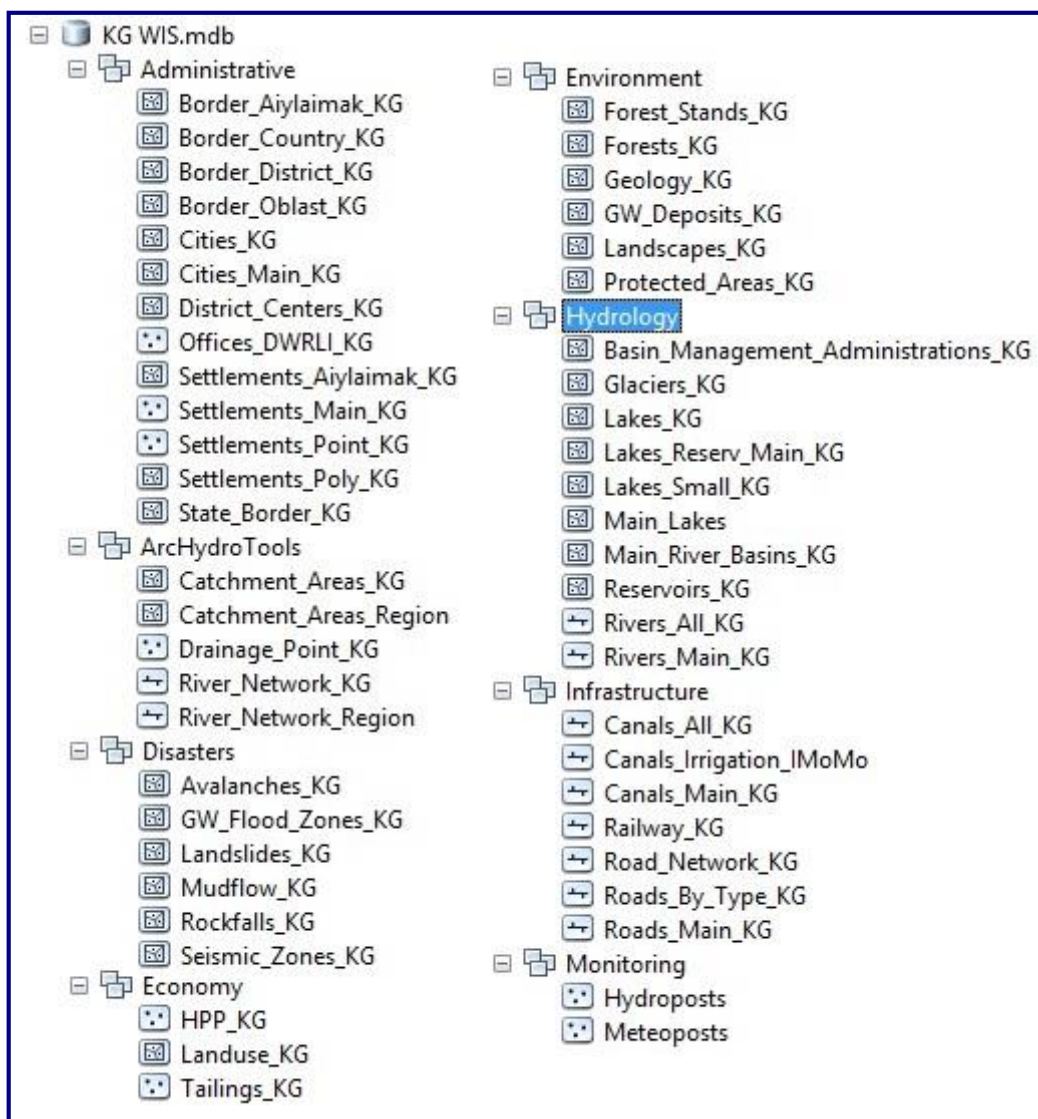 KG WIS.mdb
Administrative
Border_Aiylaimak_KG
Border_Country_KG
Border_District_KG
Border_Oblast_KG
Cities_KG
Cities_Main_KG
District_Centers_KG
Offices_DWRLI_KG
Settlements_Aiylaimak_KG
Settlements_Main_KG
Settlements_Point_KG
Settlements_Poly_KG
State_Border_KG
ArcHydroTools
Catchment_Areas_KG
Catchment_Areas_Region
Drainage_Point_KG
River_Network_KG
River_Network_Region
Disasters
Avalanches_KG
GW_Flood_Zones_KG
Landslides_KG
Mudflow_KG
Rockfalls_KG
Seismic_Zones_KG
Economy
HPP_KG
Landuse_KG
Tailings_KG
Environment
Forest_Stands_KG
Forests_KG
Geology_KG
GW_Deposits_KG
Landscapes_KG
Protected_Areas_KG
Hydrology
Basin_Management_Administrations_KG
Glaciers_KG
Lakes_KG
Lakes_Reserv_Main_KG
Lakes_Small_KG
Main_Lakes
Main_River_Basins_KG
Reservoirs_KG
Rivers_All_KG
Rivers_Main_KG
Infrastructure
Canals_All_KG
Canals_Irrigation_IMoMo
Canals_Main_KG
Railway_KG
Road_Network_KG
Roads_By_Type_KG
Roads_Main_KG
Monitoring
Hydroposts
Meteoposts